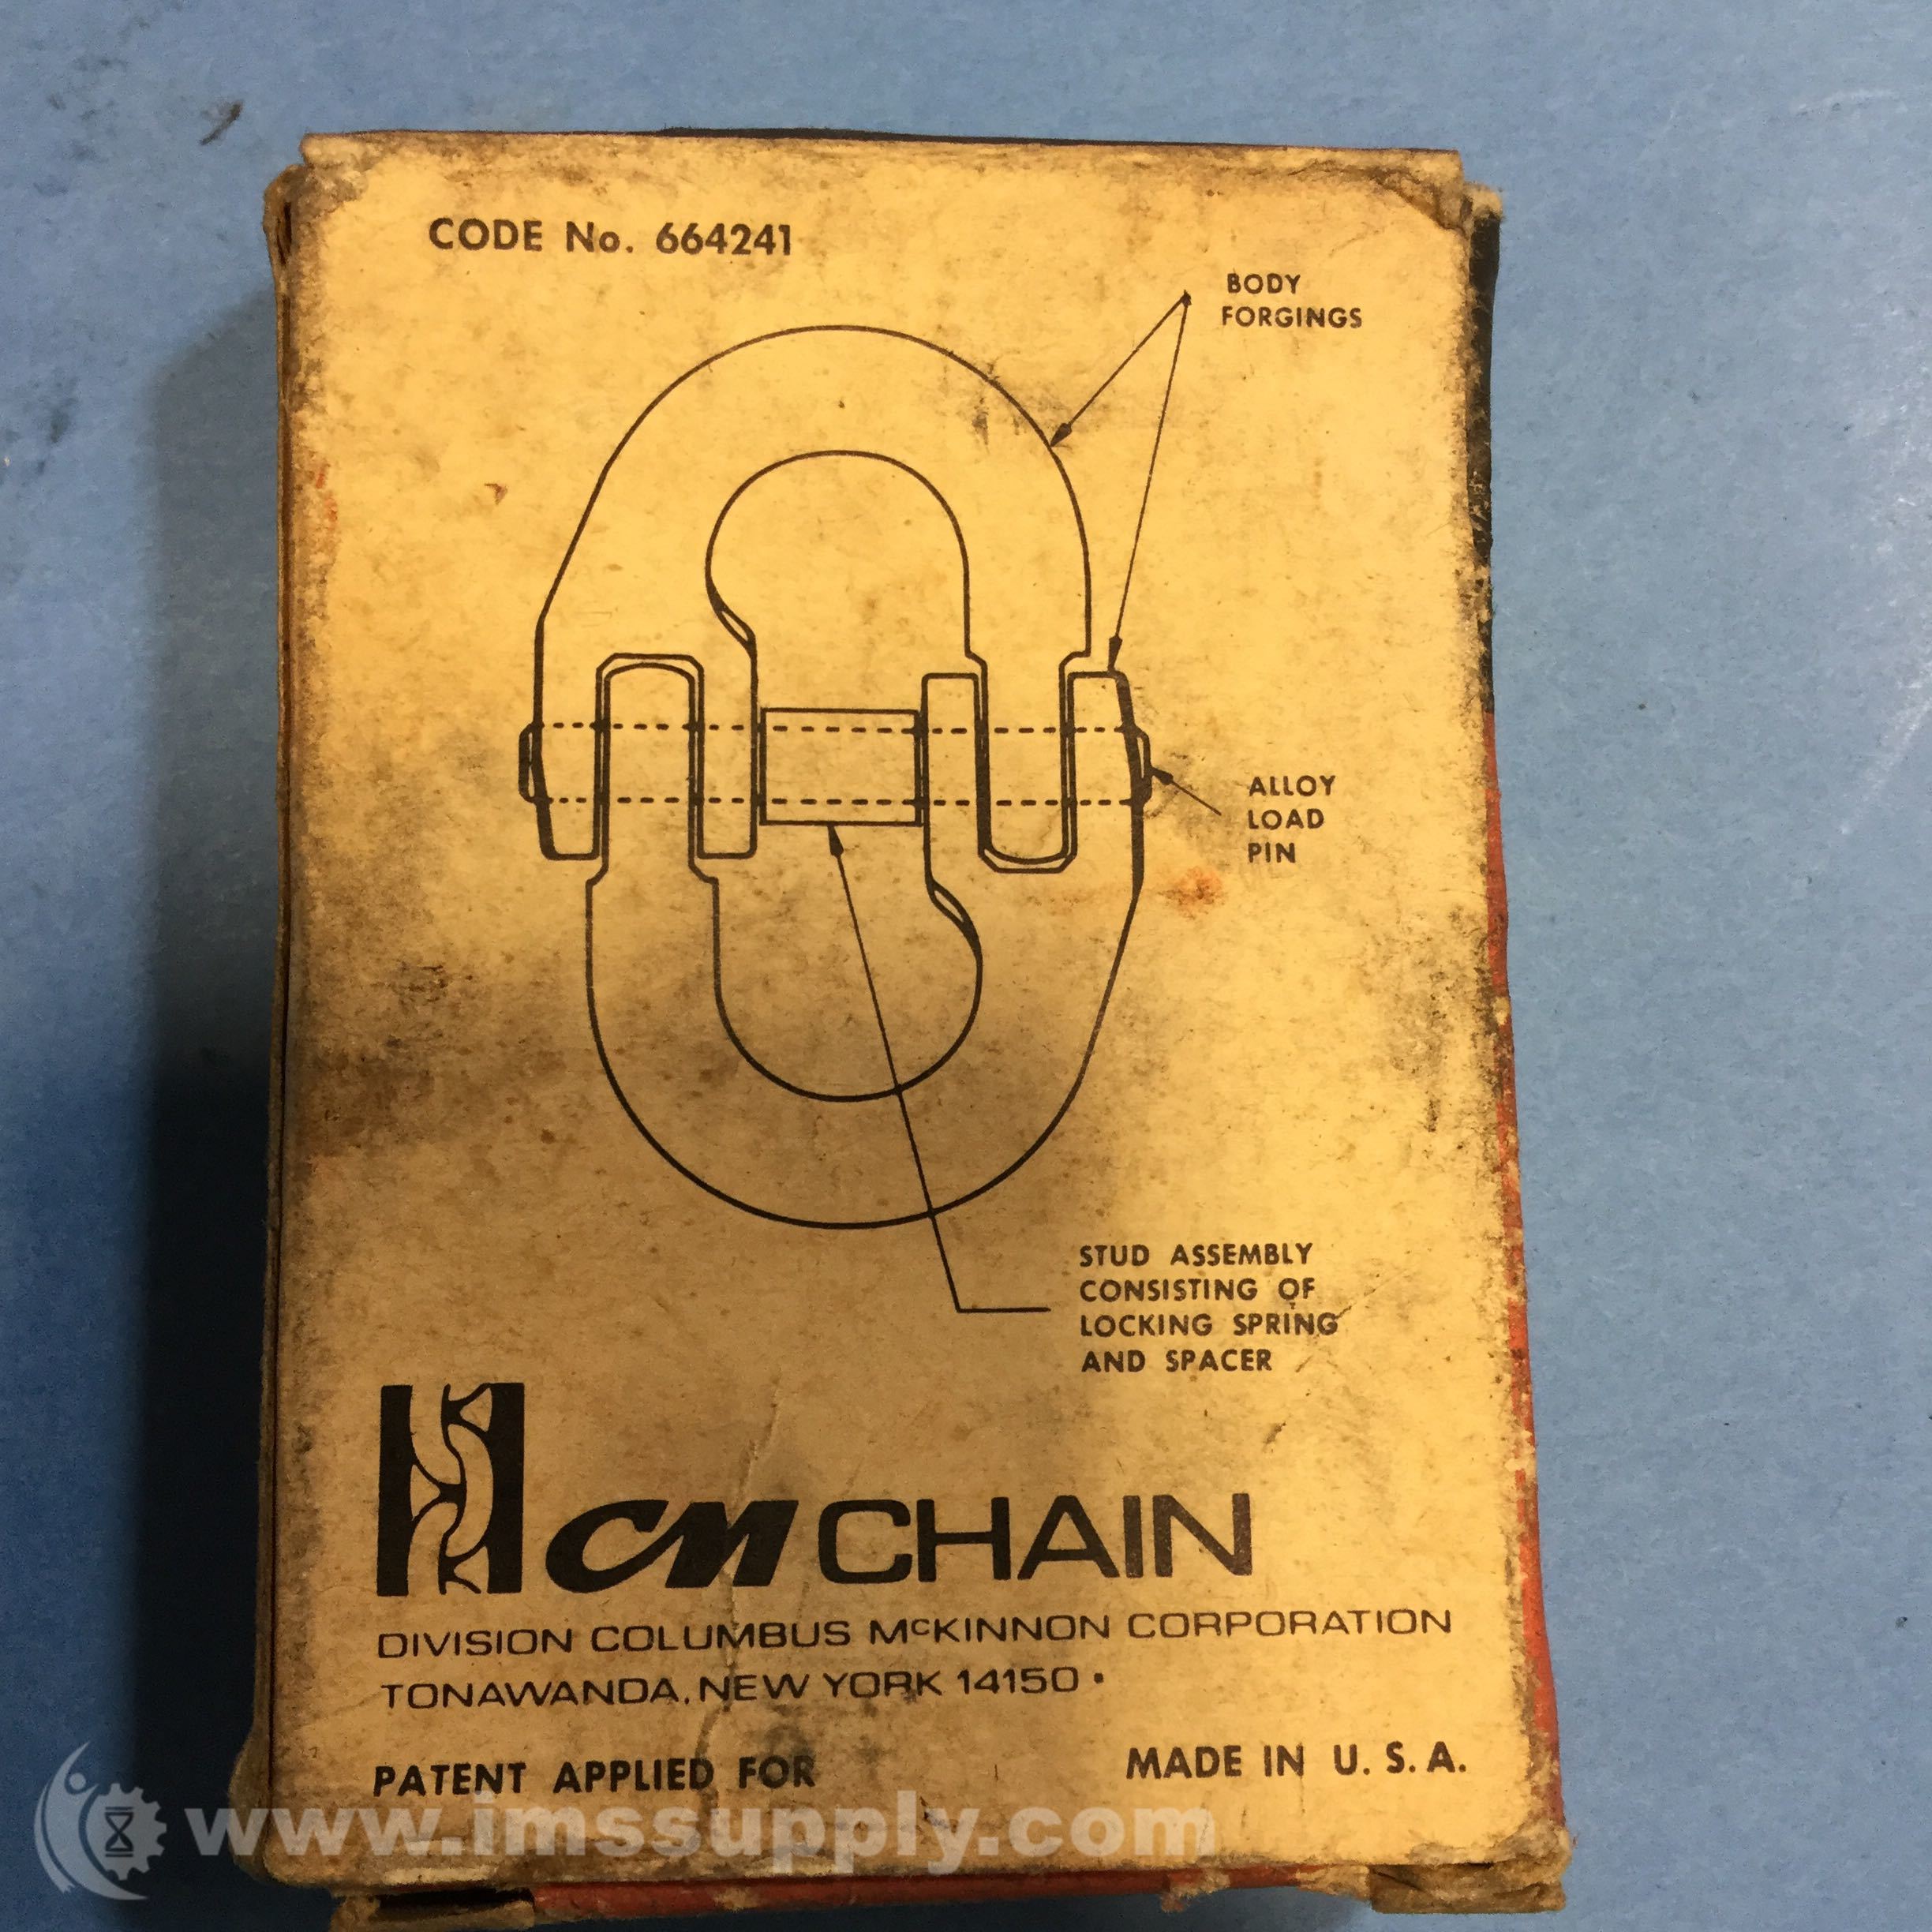 CODE No. 664241
BODY
FORGINGS
ALLOY
LOAD
PIN
STUD ASSEMBLY
CONSISTING OF
LOCKING SPRING
AND SPACER
CM CHAIN
DIVISION COLUMBUS McKINNON CORPORATION
TONAWANDA, NEW YORK 14150 •
PATENT APPLIED FOR
MADE IN U. S. A.
www.imssupply.com